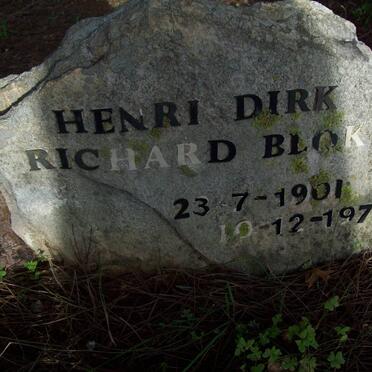 HENRI DIRK
RICHARD BLOK
23-7-1901
10-12-197